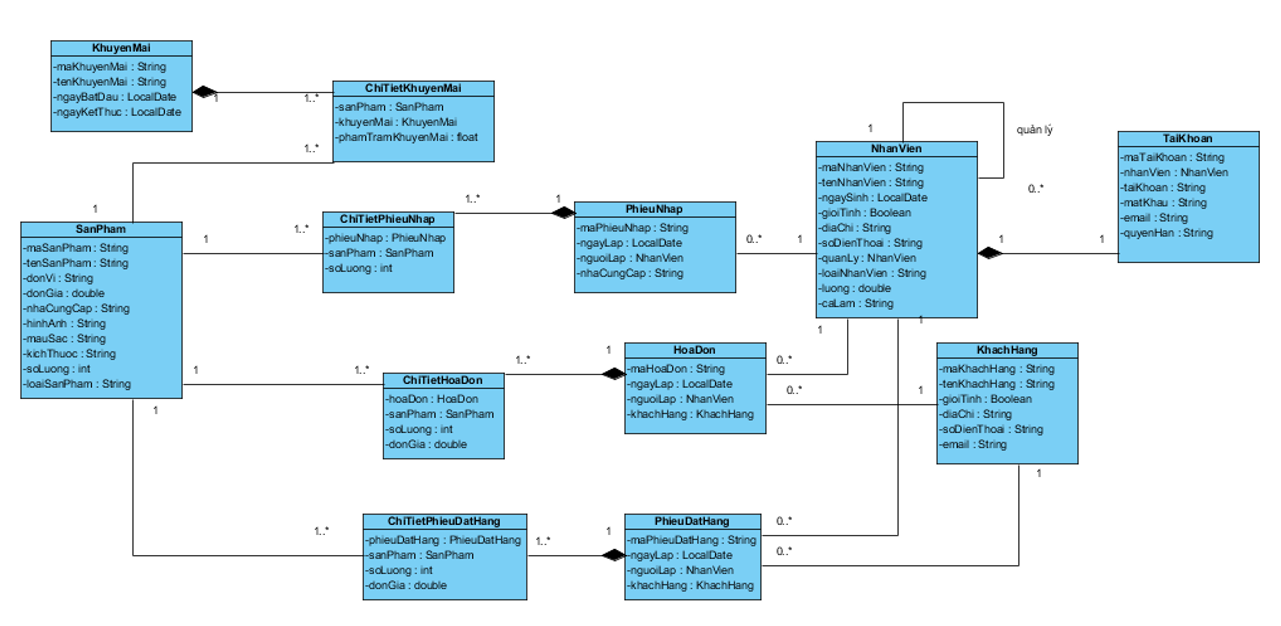 KhuyenMai
-maKhuyenMai : String
-tenKhuyenMai : String
-ngayBatDau : LocalDate
-ngayKetThuc : LocalDate
1
1..*
ChiTietKhuyenMai
-sanPham : SanPham
-khuyenMai : KhuyenMai
-phamTramKhuyenMai : float
1..*
1
SanPham
-maSanPham : String
-tenSanPham : String
-donVi : String
-donGia : double
-nhaCungCap : String
-hinhAnh : String
-mauSac : String
-kichThuoc : String
-soLuong : int
-loaiSanPham : String
1
1..*
ChiTietPhieuNhap
-phieuNhap : PhieuNhap
-sanPham : SanPham
-soLuong : int
1..*
1
PhieuNhap
-maPhieuNhap : String
-ngayLap : LocalDate
-nguoiLap : NhanVien
-nhaCungCap : String
0..*
1
1
quản lý
0..*
NhanVien
-maNhanVien : String
-tenNhanVien : String
-ngaySinh : LocalDate
-gioiTinh : Boolean
-diaChi : String
-soDienThoai : String
-quanLy : NhanVien
-loaiNhanVien : String
-luong : double
-caLam : String
1
1
TaiKhoan
-maTaiKhoan : String
-nhanVien : NhanVien
-taiKhoan : String
-matKhau : String
-email : String
-quyenHan : String
1
1..*
ChiTietHoaDon
-hoaDon : HoaDon
-sanPham : SanPham
-soLuong : int
-donGia : double
1..*
1
HoaDon
-maHoaDon : String
-ngayLap : LocalDate
-nguoiLap : NhanVien
-khachHang : KhachHang
0..*
1
0..*
1
1
KhachHang
-maKhachHang : String
-tenKhachHang : String
-gioiTinh : Boolean
-diaChi : String
-soDienThoai : String
-email : String
1
1
1..*
ChiTietPhieuDatHang
-phieuDatHang : PhieuDatHang
-sanPham : SanPham
-soLuong : int
-donGia : double
1..*
1
PhieuDatHang
-maPhieuDatHang : String
-ngayLap : LocalDate
-nguoiLap : NhanVien
-khachHang : KhachHang
0..*
0..*